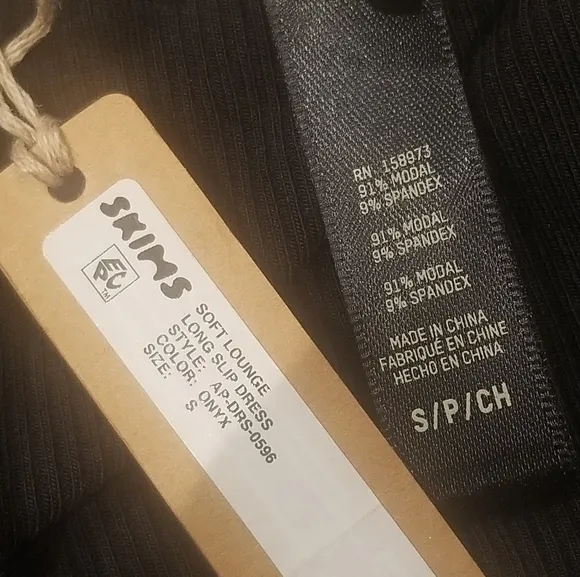 SKIMS
EPC™
SOFT LOUNGE
LONG SLIP DRESS
STYLE: AP-DRS-0596
COLOR: ONYX
SIZE: S
RN 158973
91% MODAL
9% SPANDEX
91% MODAL
9% SPANDEX
91% MODAL
9% SPANDEX
MADE IN CHINA
FABRIQUÉ EN CHINE
HECHO EN CHINA
S/P/CH